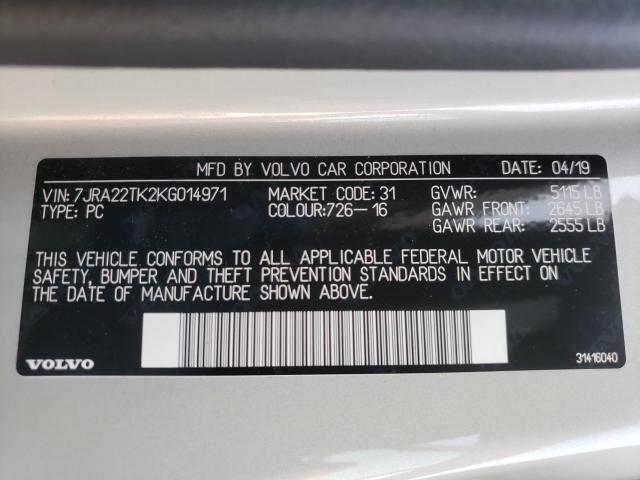 MFD BY VOLVO CAR CORPORATION DATE: 04/19
VIN: 7JRA22TK2KG014971 MARKET CODE: 31 GVWR: 5115 LB
TYPE: PC COLOUR:726-16 GAWR FRONT: 2645 LB
GAWR REAR: 2555 LB
THIS VEHICLE CONFORMS TO ALL APPLICABLE FEDERAL MOTOR VEHICLE
SAFETY, BUMPER AND THEFT PREVENTION STANDARDS IN EFFECT ON
THE DATE OF MANUFACTURE SHOWN ABOVE.
VOLVO 31416040